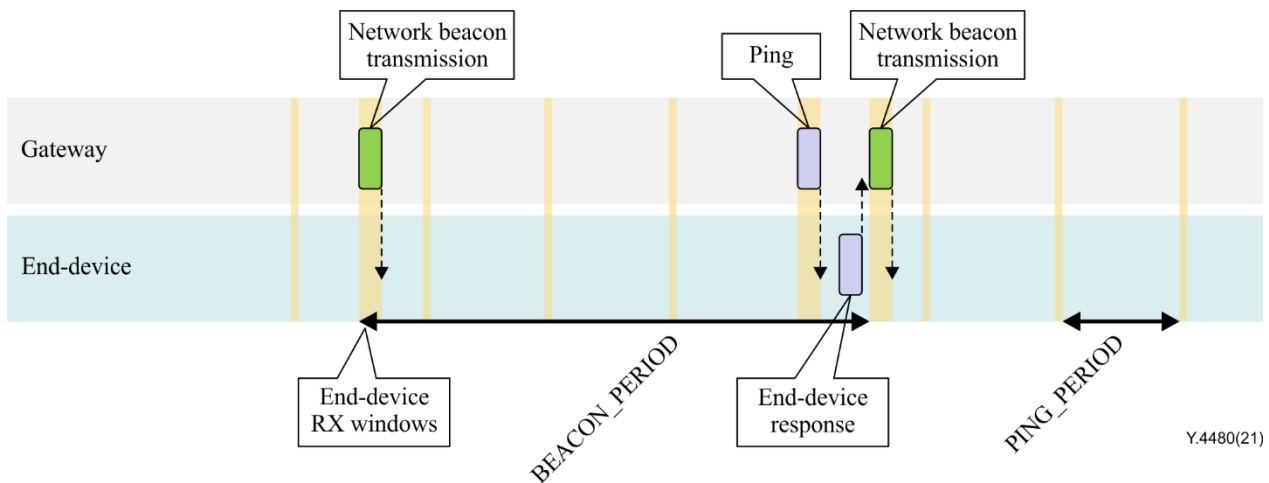 Network beacon
transmission
Ping
Network beacon
transmission
Gateway
End-device
End-device
RX windows
BEACON_PERIOD
End-device
response
PING_PERIOD
Y.4480(21)